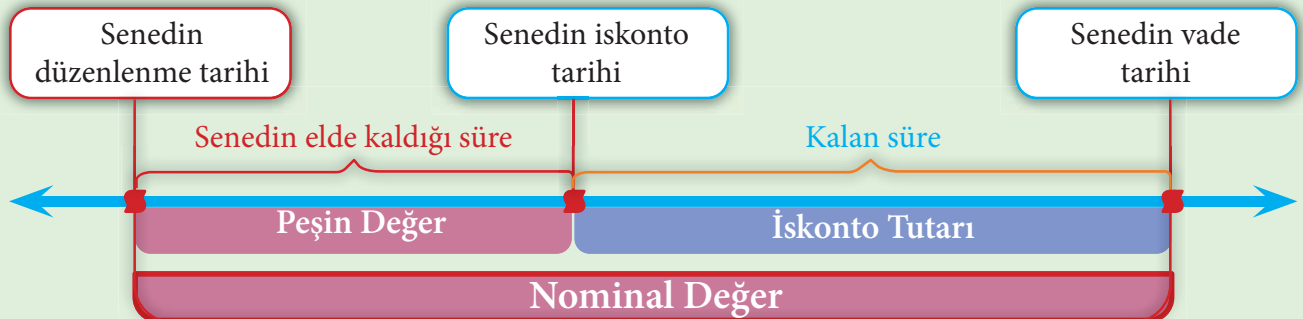 Senedin
düzenlenme tarihi
Senedin iskonto
tarihi
Senedin vade
tarihi
Senedin elde kaldığı süre
Kalan süre
Peşin Değer
İskonto Tutarı
Nominal Değer